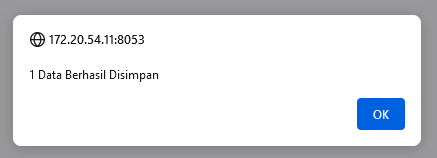 172.20.54.11:8053
1 Data Berhasil Disimpan
OK